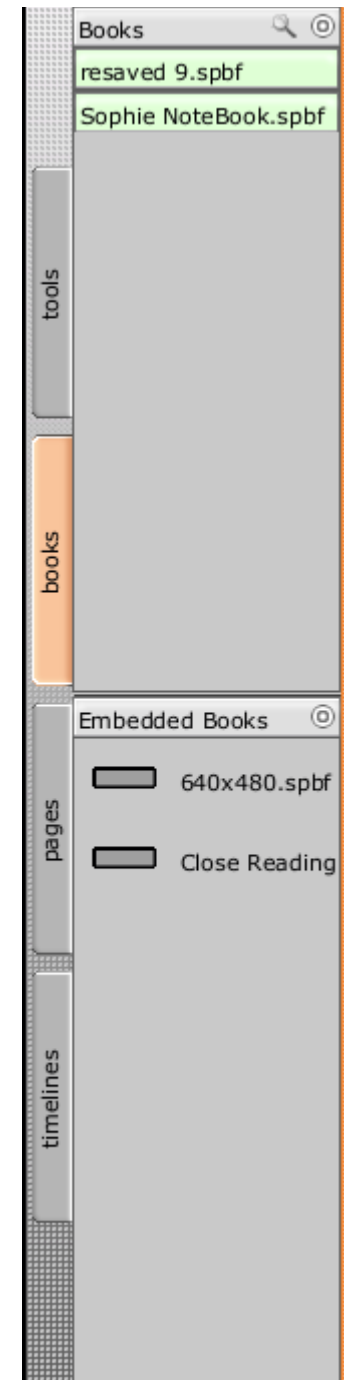 Books
resaved 9.spbf
Sophie NoteBook.spbf
tools
books
Embedded Books
640x480.spbf
pages
Close Reading
timelines